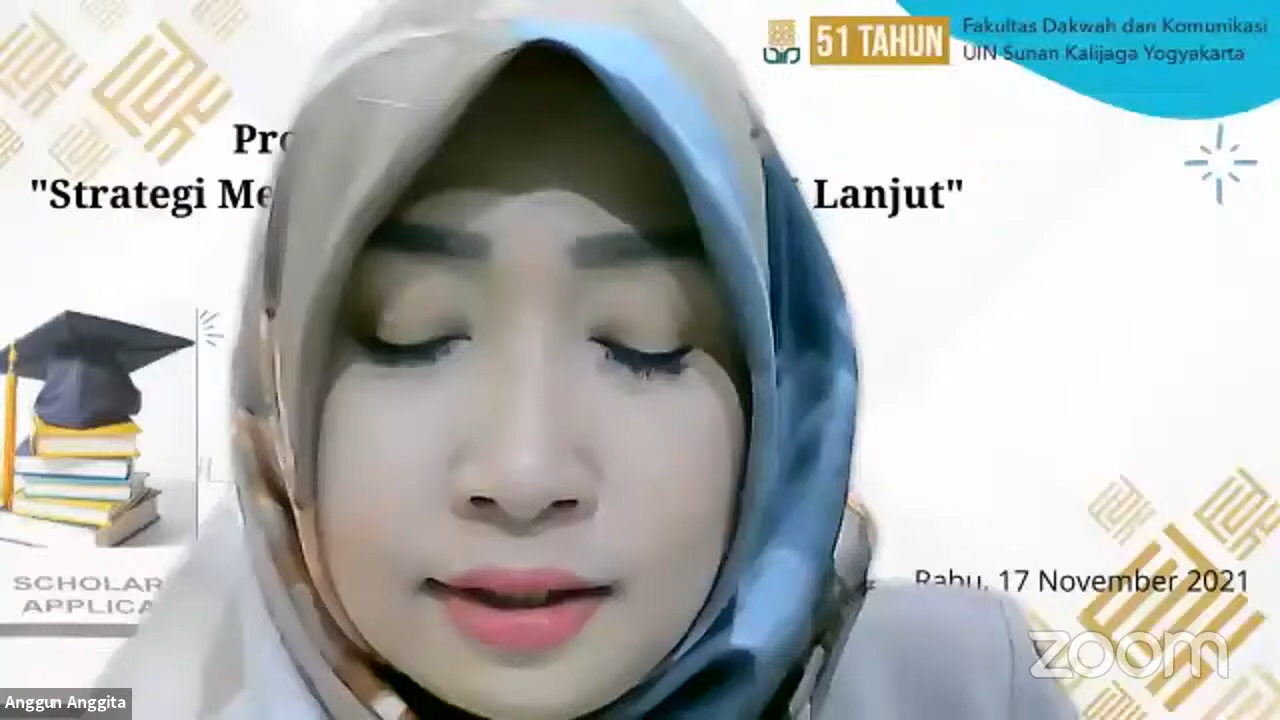 51 TAHUN
Fakultas Dakwah dan Komunikasi
UIN Sunan Kalijaga Yogyakarta
Pro
"Strategi Me
Lanjut"
SCHOLAR
APPLICA
Rabu, 17 November 2021
zoom
Anggun Anggita